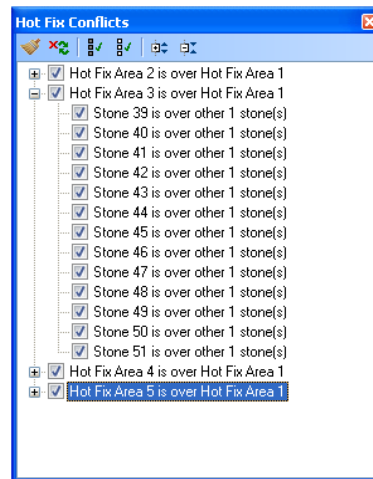 Hot Fix Conflicts
Hot Fix Area 2 is over Hot Fix Area 1
Hot Fix Area 3 is over Hot Fix Area 1
Stone 39 is over other 1 stone(s)
Stone 40 is over other 1 stone(s)
Stone 41 is over other 1 stone(s)
Stone 42 is over other 1 stone(s)
Stone 43 is over other 1 stone(s)
Stone 44 is over other 1 stone(s)
Stone 45 is over other 1 stone(s)
Stone 46 is over other 1 stone(s)
Stone 47 is over other 1 stone(s)
Stone 48 is over other 1 stone(s)
Stone 49 is over other 1 stone(s)
Stone 50 is over other 1 stone(s)
Stone 51 is over other 1 stone(s)
Hot Fix Area 4 is over Hot Fix Area 1
Hot Fix Area 5 is over Hot Fix Area 1